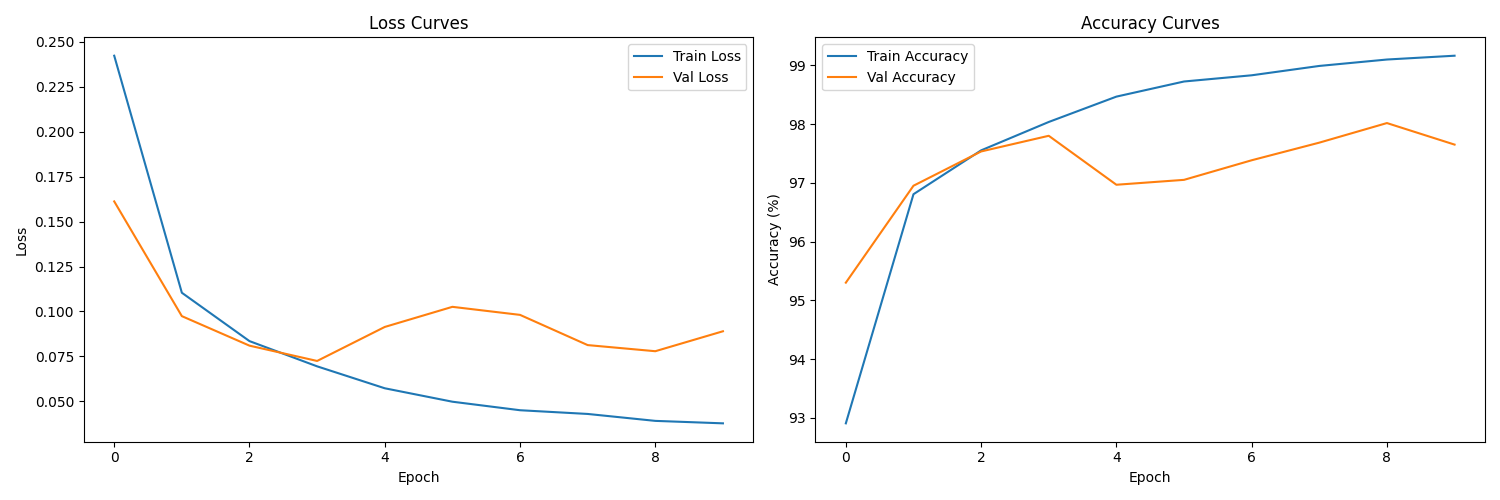 Loss Curves
0.250
0.225
0.200
0.175
0.150
0.125
0.100
0.075
0.050
Loss
0 2 4 6 8
Epoch
Train Loss
Val Loss
Accuracy Curves
99
98
97
96
95
94
93
Accuracy (%)
0 2 4 6 8
Epoch
Train Accuracy
Val Accuracy